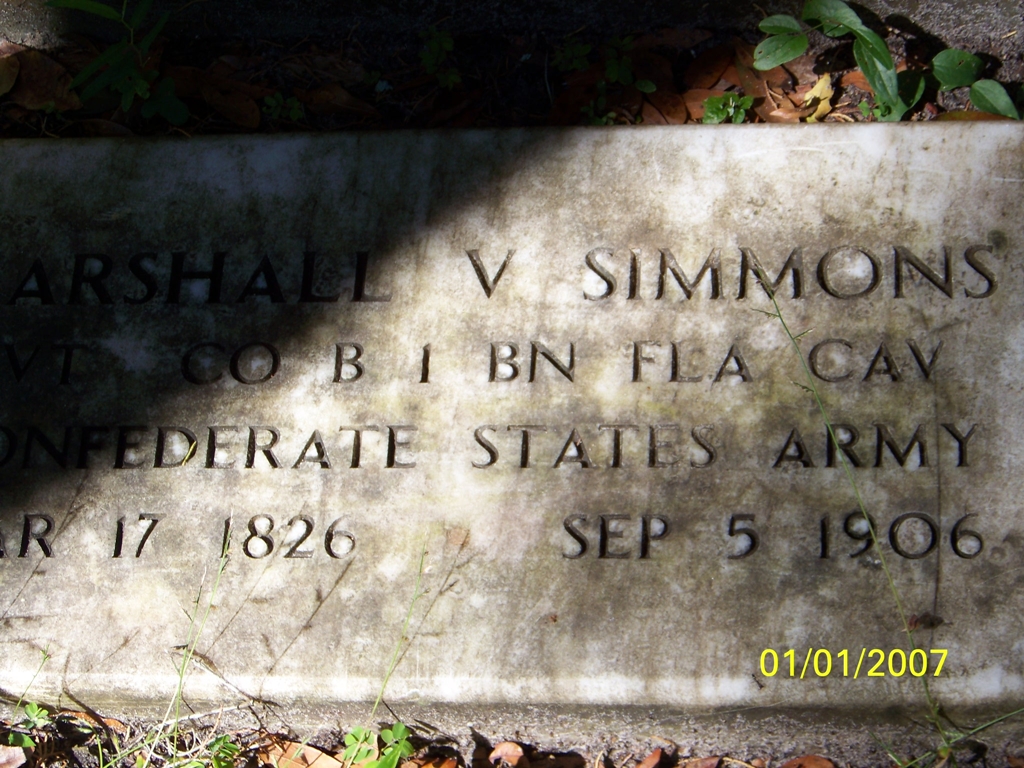 ARSHALL V SIMMONS
VT CO B 1 BN FLA CAV
ONFEDERATE STATES ARMY
AR 17 1826 SEP 5 1906
01/01/2007